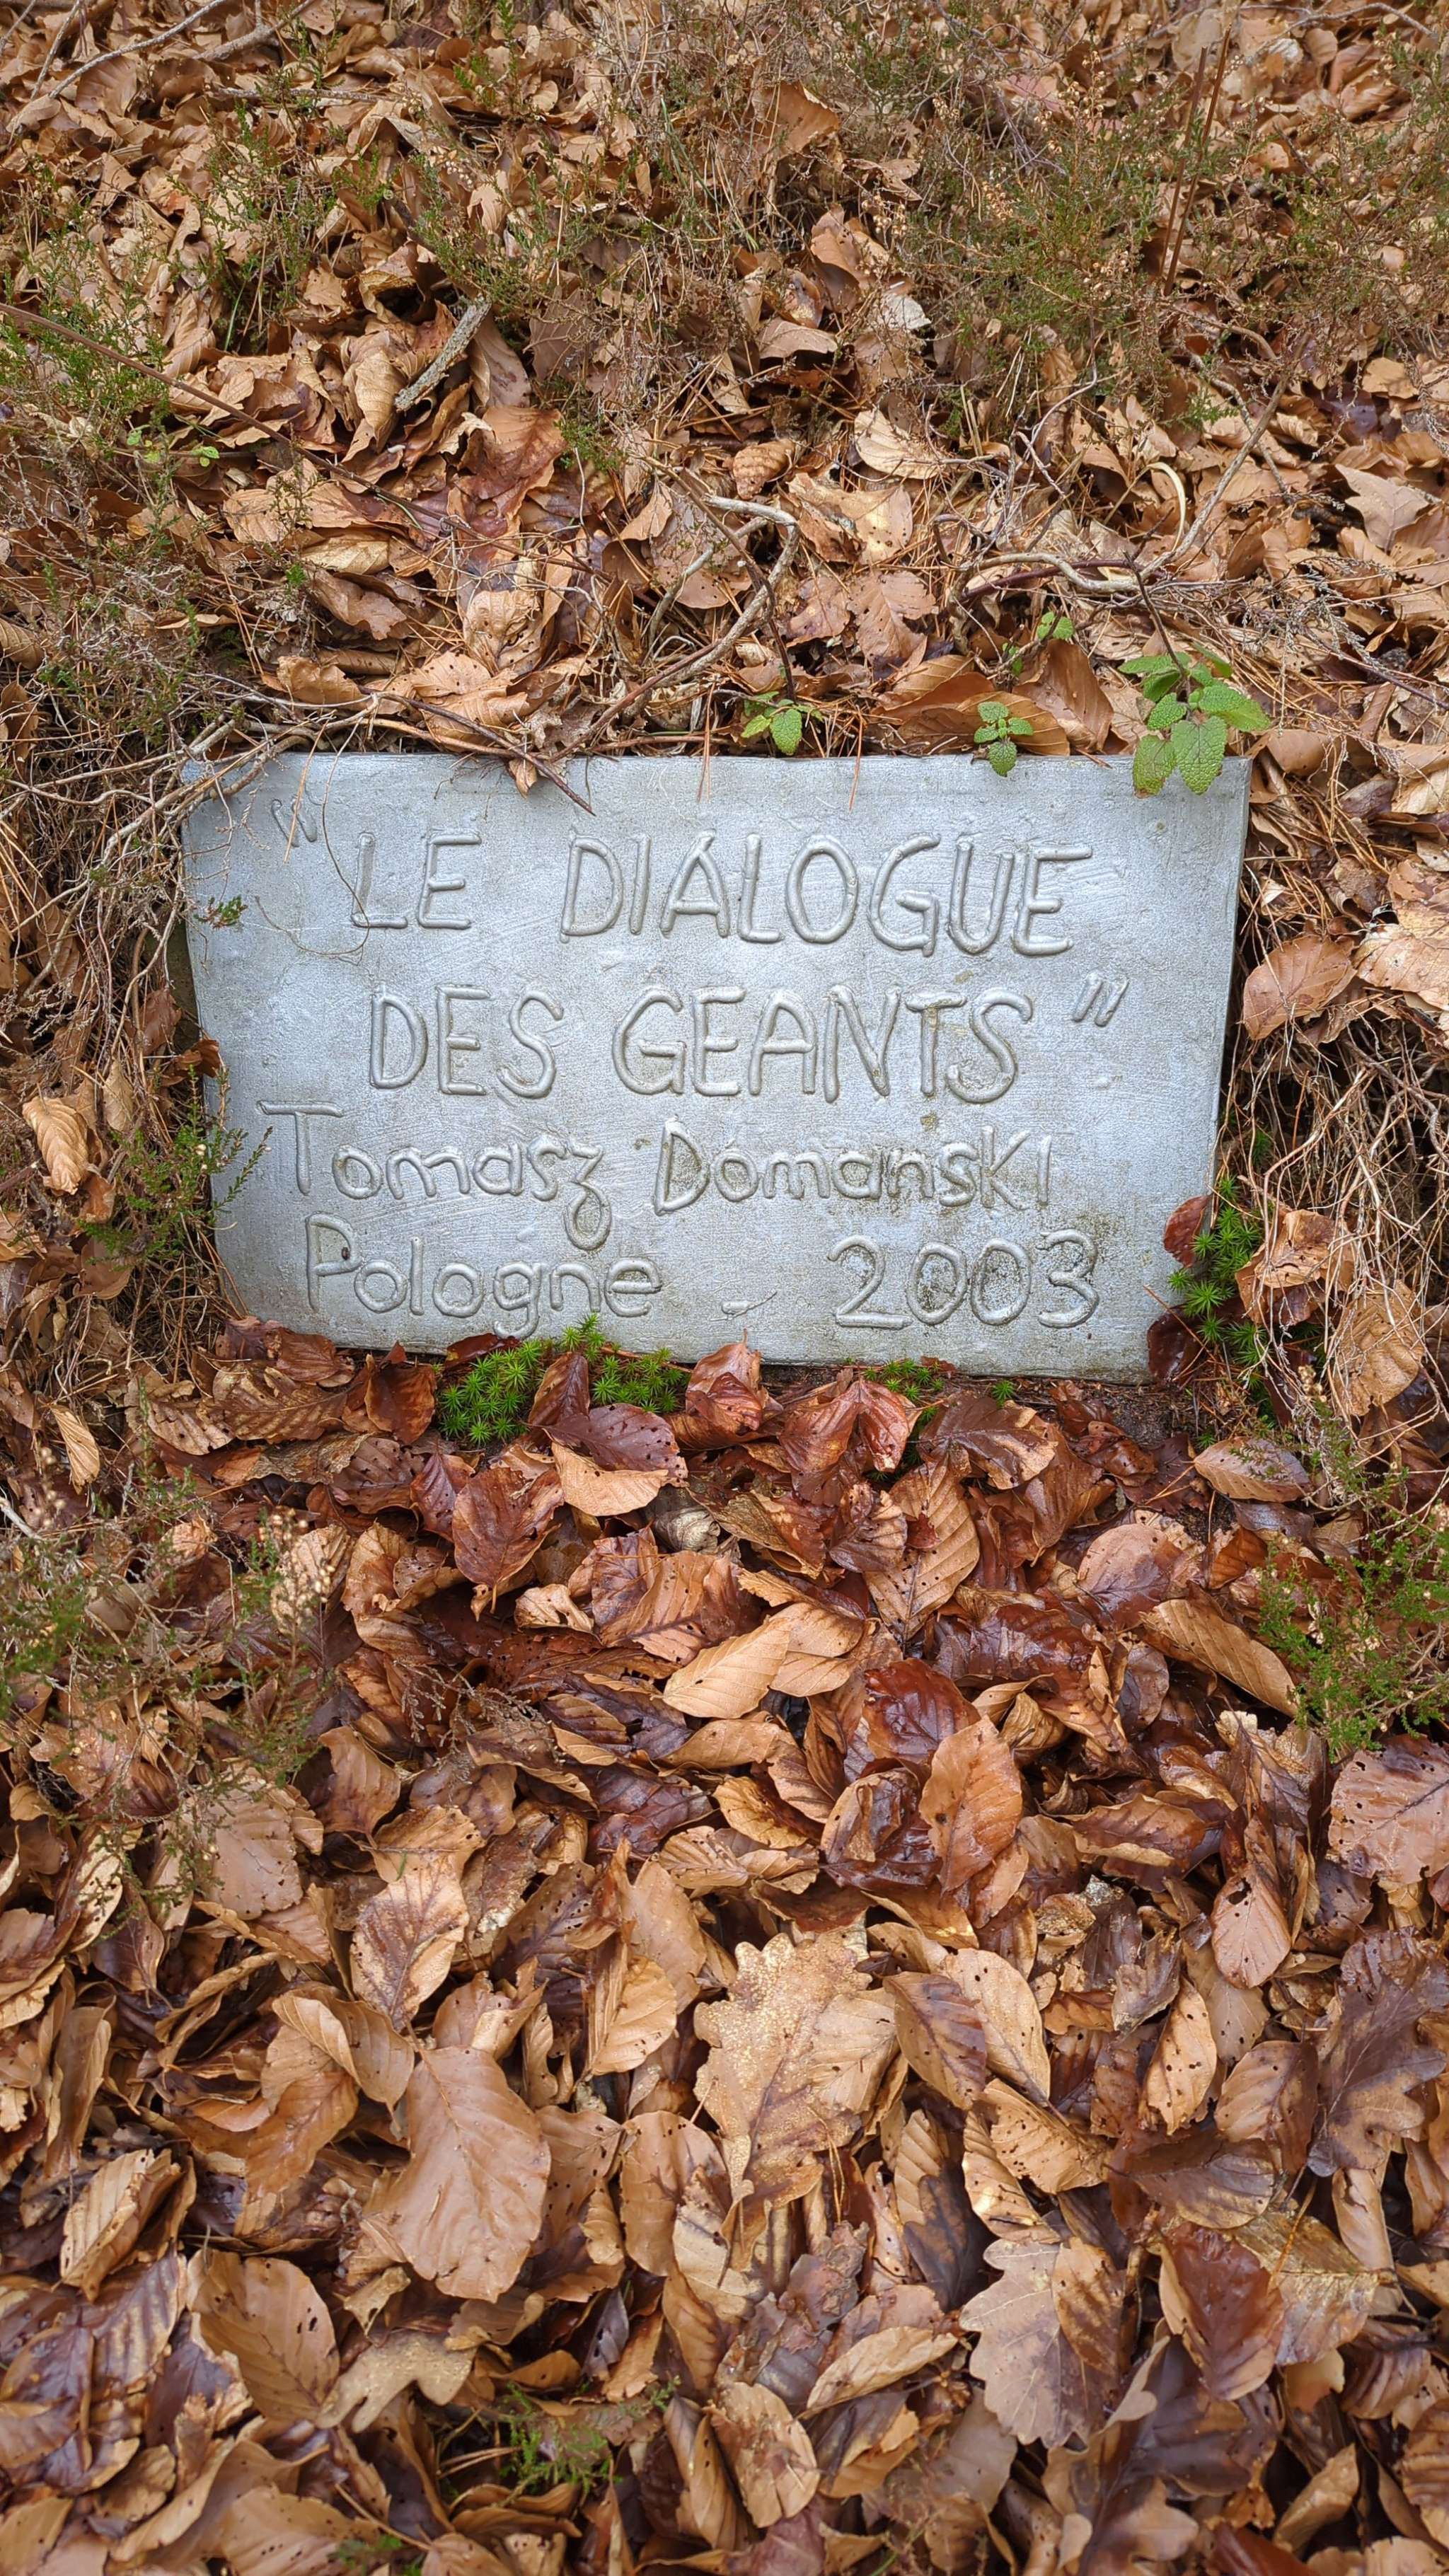 "LE DIALOGUE
DES GEANTS"
Tomasz Domanski
Pologne - 2003